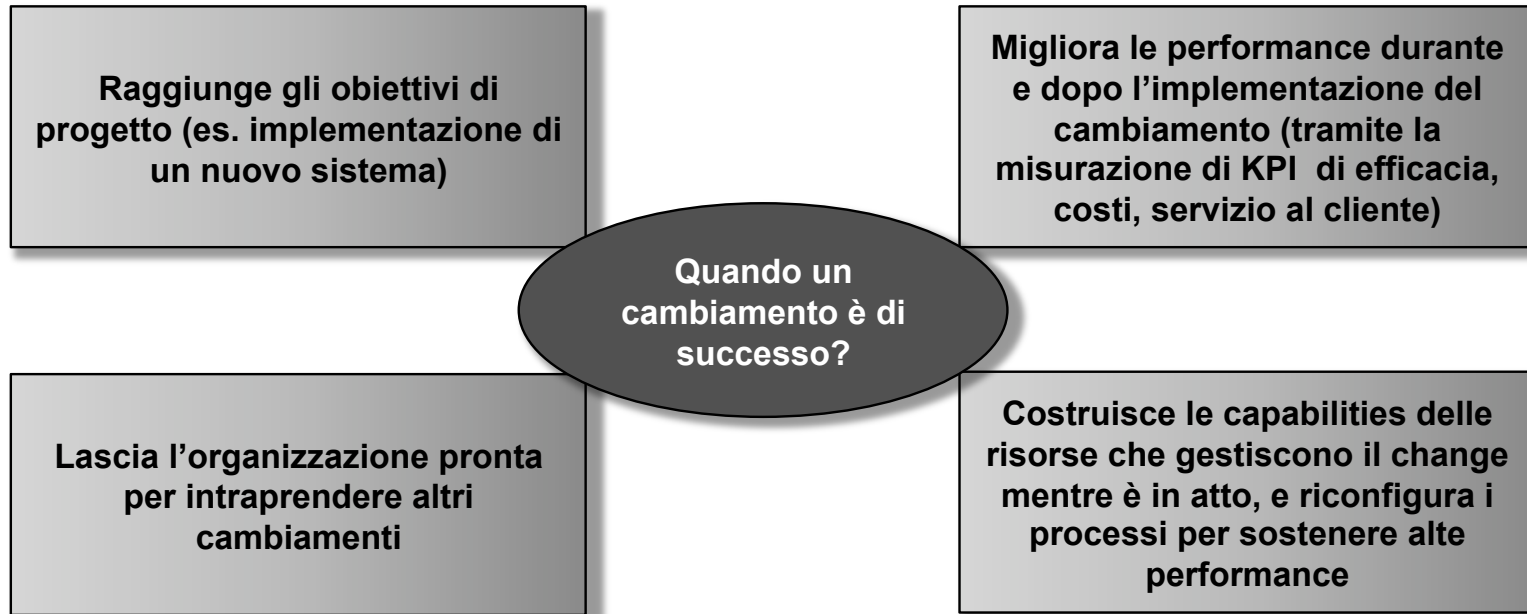 Raggiunge gli obiettivi di
progetto (es. implementazione di
un nuovo sistema)
Migliora le performance durante
e dopo l’implementazione del
cambiamento (tramite la
misurazione di KPI  di efficacia,
costi, servizio al cliente)
Quando un
cambiamento è di
successo?
Lascia l’organizzazione pronta
per intraprendere altri
cambiamenti
Costruisce le capabilities delle
risorse che gestiscono il change
mentre è in atto, e riconfigura i
processi per sostenere alte
performance